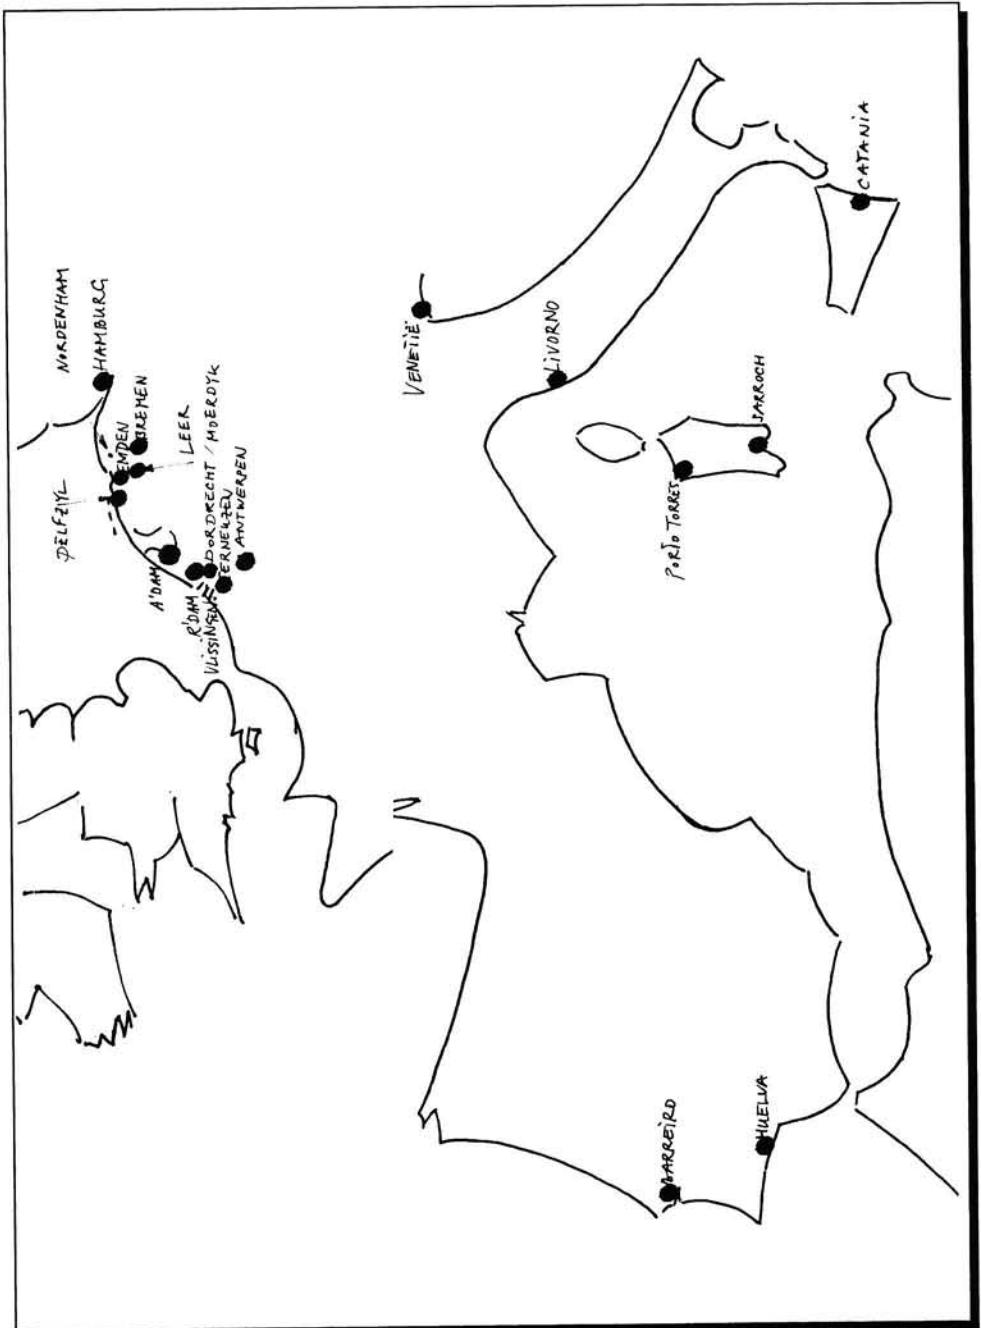 NORDENHAM
HAMBURG
BREMEN
EMDEN
LEER
DELFZIYL
DORDRECHT / MOERDYK
TERNEUZEN
ANTWERPEN
A'DAM
R'DAM
VLISSINGEN
VENETIË
LIVORNO
CATANIA
SARROCH
PORTO TORRES
BARREIRO
HUELVA